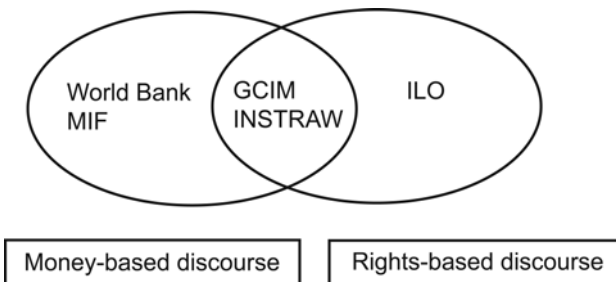 World Bank
MIF
GCIM
INSTRAW
ILO
Money-based discourse
Rights-based discourse